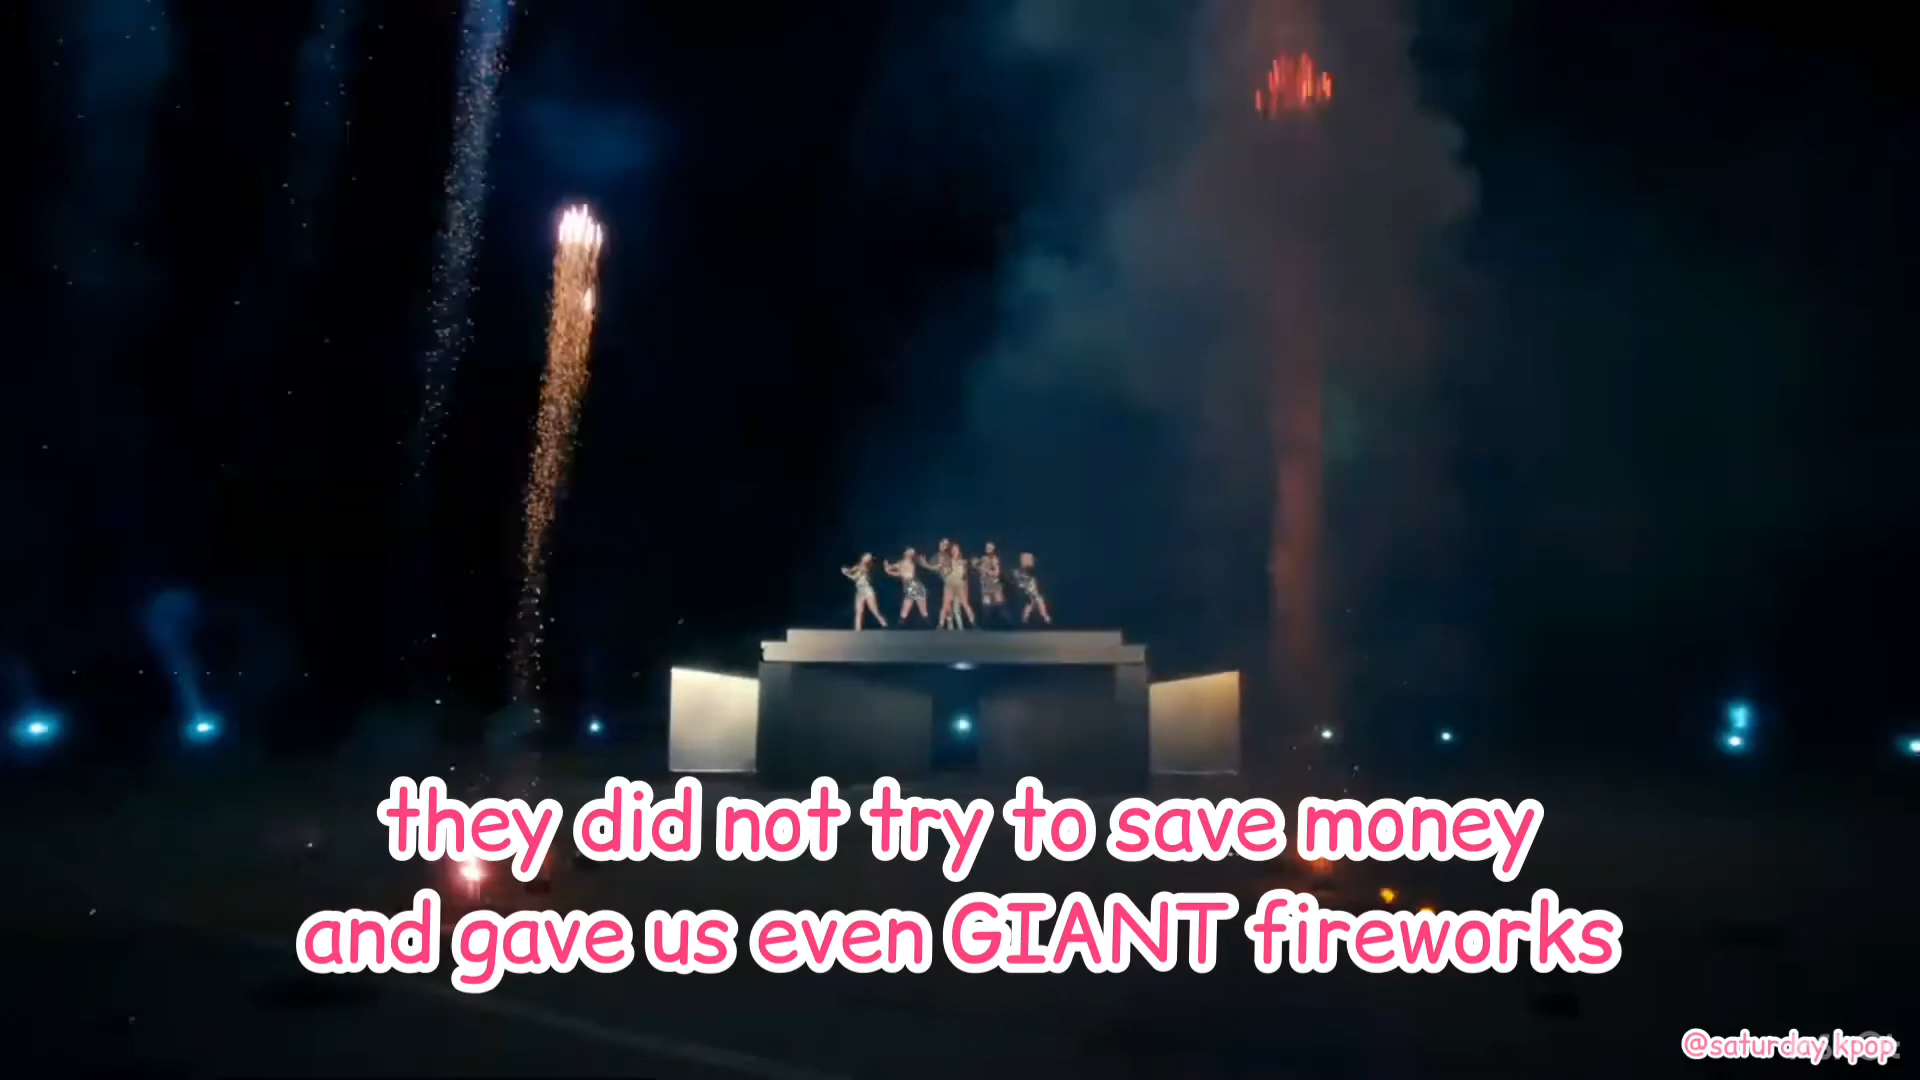 they did not try to save money
and gave us even GIANT fireworks
@saturday kpop